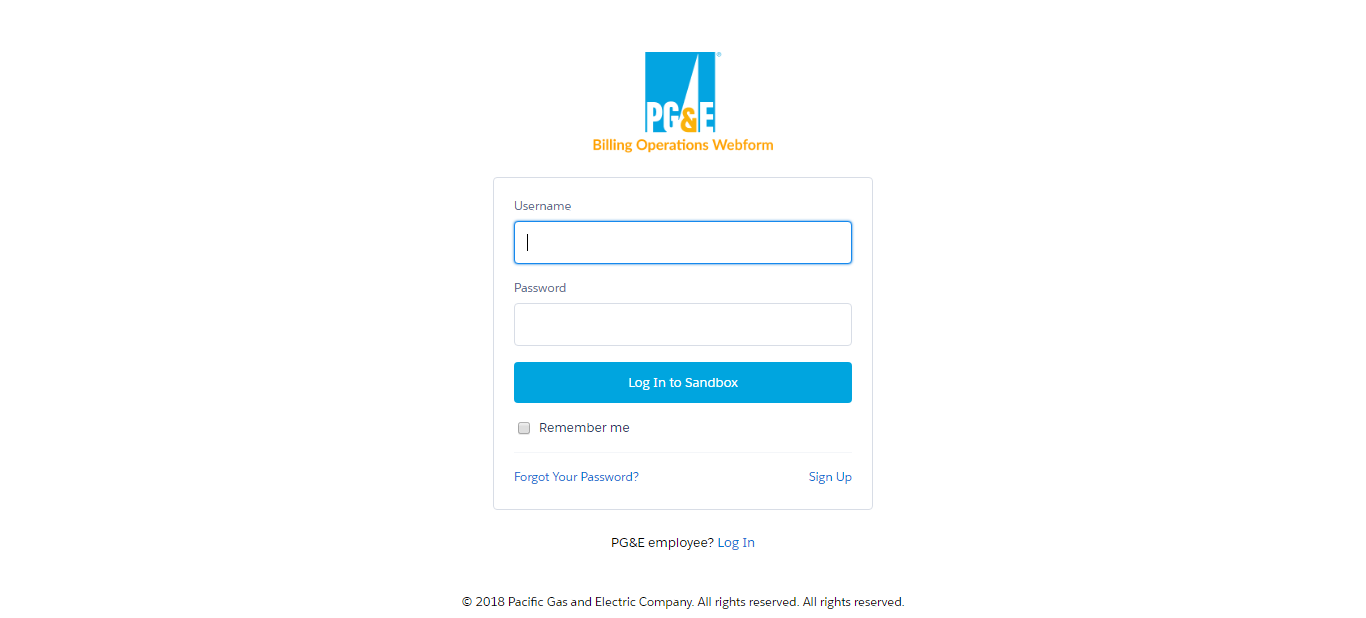 PG&E®
Billing Operations Webform
Username
Password
Log In to Sandbox
Remember me
Forgot Your Password? Sign Up
PG&E employee? Log In
© 2018 Pacific Gas and Electric Company. All rights reserved. All rights reserved.